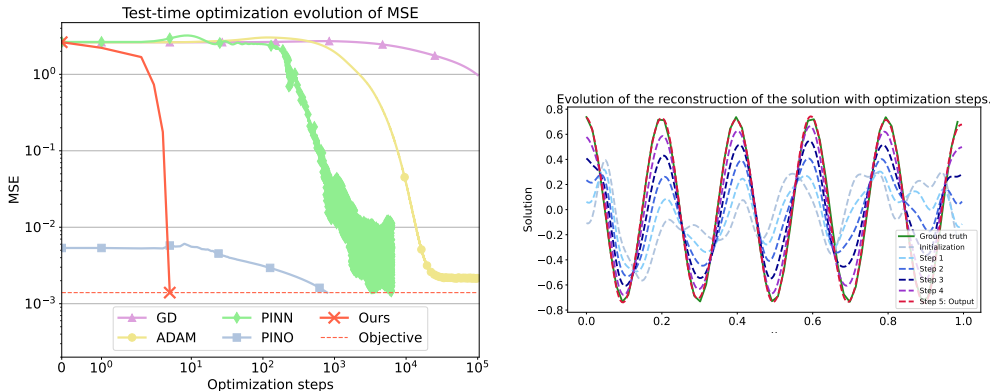 Test-time optimization evolution of MSE
MSE
10⁰
10⁻¹
10⁻²
10⁻³
0
10⁰
10¹
10²
10³
10⁴
10⁵
Optimization steps
GD
ADAM
PINN
PINO
Ours
Objective
Evolution of the reconstruction of the solution with optimization steps.
Solution
0.8
0.6
0.4
0.2
0.0
−0.2
−0.4
−0.6
−0.8
0.0
0.2
0.4
0.6
0.8
1.0
Ground truth
Initialization
Step 1
Step 2
Step 3
Step 4
Step 5: Output